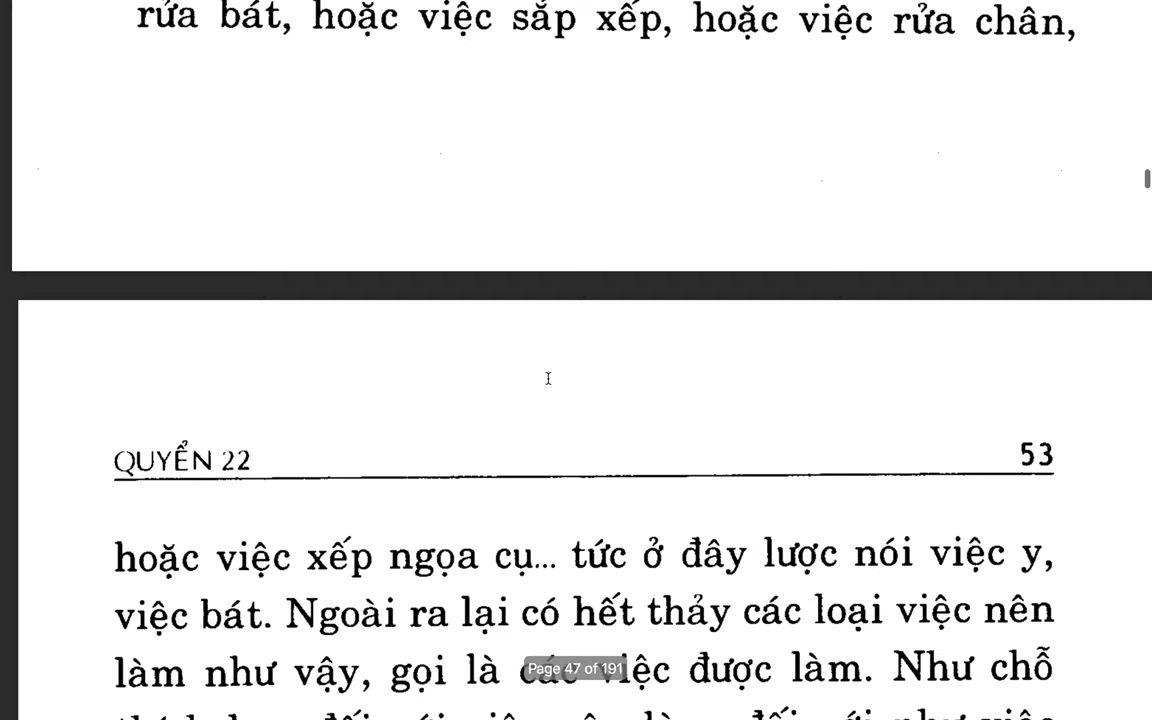 rửa bát, hoặc việc sắp xếp, hoặc việc rửa chân,
QUYỂN 22 53
hoặc việc xếp ngọa cụ... tức ở đây lược nói việc y,
việc bát. Ngoài ra lại có hết thảy các loại việc nên
làm như vậy, gọi là các việc được làm. Như chỗ
Page 47 of 191